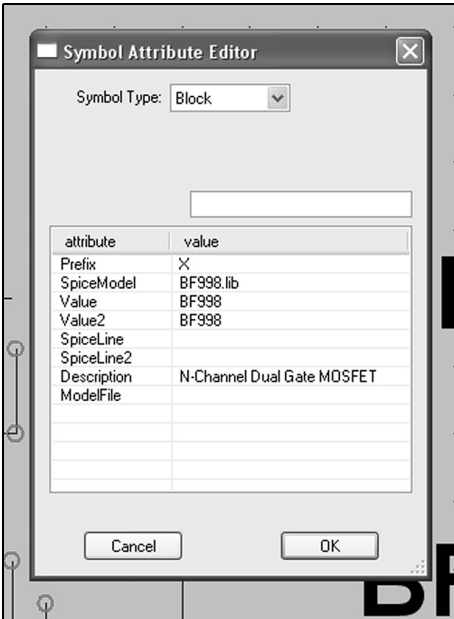 Symbol Attribute Editor
Symbol Type: Block
attribute value
Prefix X
SpiceModel BF998.lib
Value BF998
Value2 BF998
SpiceLine
SpiceLine2
Description N-Channel Dual Gate MOSFET
ModelFile
Cancel OK
BF